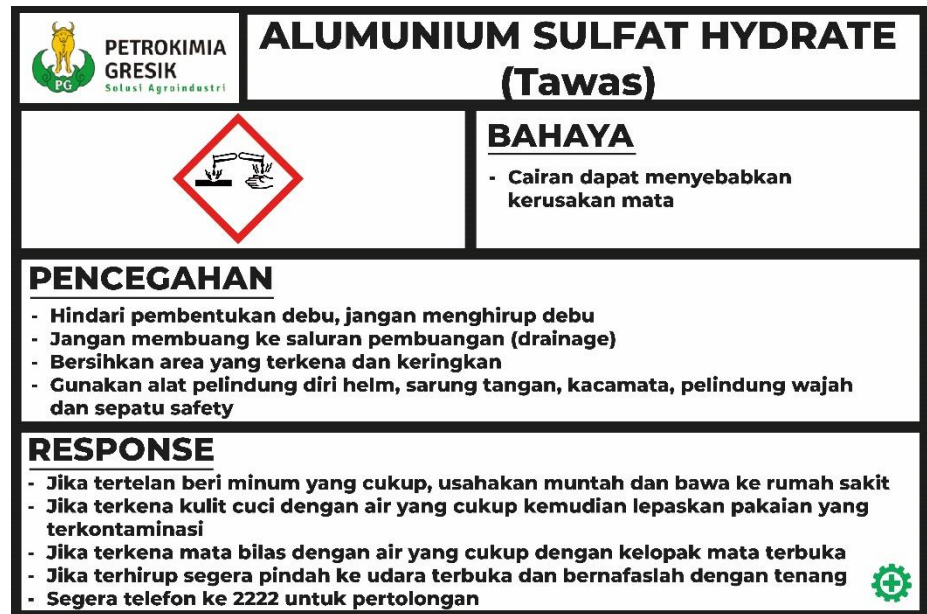 PETROKIMIA
GRESIK
Solusi Agroindustri
PG
ALUMUNIUM SULFAT HYDRATE
(Tawas)
BAHAYA
- Cairan dapat menyebabkan
kerusakan mata
PENCEGAHAN
- Hindari pembentukan debu, jangan menghirup debu
- Jangan membuang ke saluran pembuangan (drainage)
- Bersihkan area yang terkena dan keringkan
- Gunakan alat pelindung diri helm, sarung tangan, kacamata, pelindung wajah
dan sepatu safety
RESPONSE
- Jika tertelan beri minum yang cukup, usahakan muntah dan bawa ke rumah sakit
- Jika terkena kulit cuci dengan air yang cukup kemudian lepaskan pakaian yang
terkontaminasi
- Jika terkena mata bilas dengan air yang cukup dengan kelopak mata terbuka
- Jika terhirup segera pindah ke udara terbuka dan bernafaslah dengan tenang
- Segera telefon ke 2222 untuk pertolongan